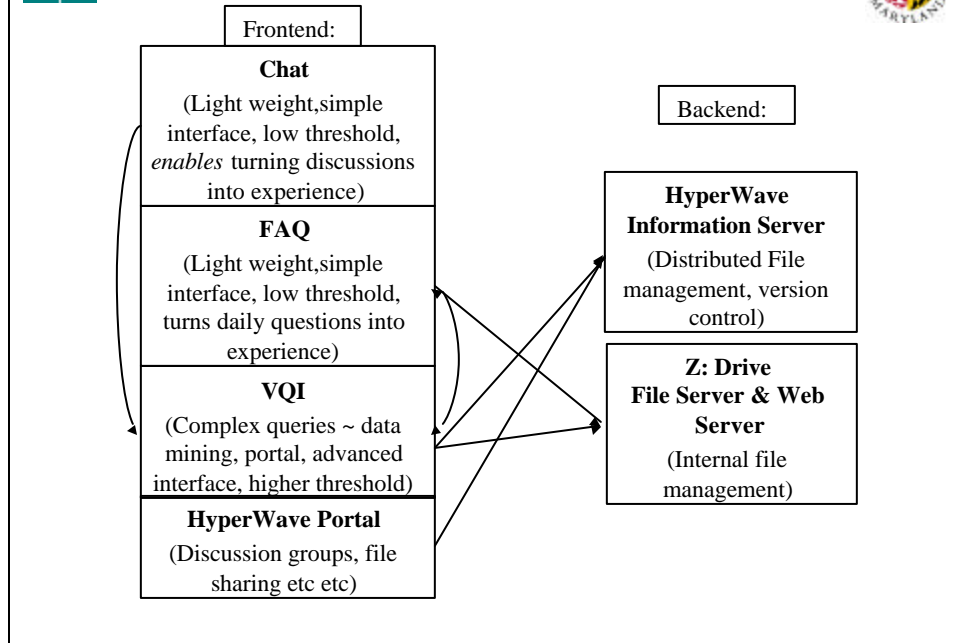 MARYLAND
Frontend:
Chat
(Light weight,simple
interface, low threshold,
enables turning discussions
into experience)
FAQ
(Light weight,simple
interface, low threshold,
turns daily questions into
experience)
VQI
(Complex queries ~ data
mining, portal, advanced
interface, higher threshold)
HyperWave Portal
(Discussion groups, file
sharing etc etc)
Backend:
HyperWave
Information Server
(Distributed File
management, version
control)
Z: Drive
File Server & Web
Server
(Internal file
management)